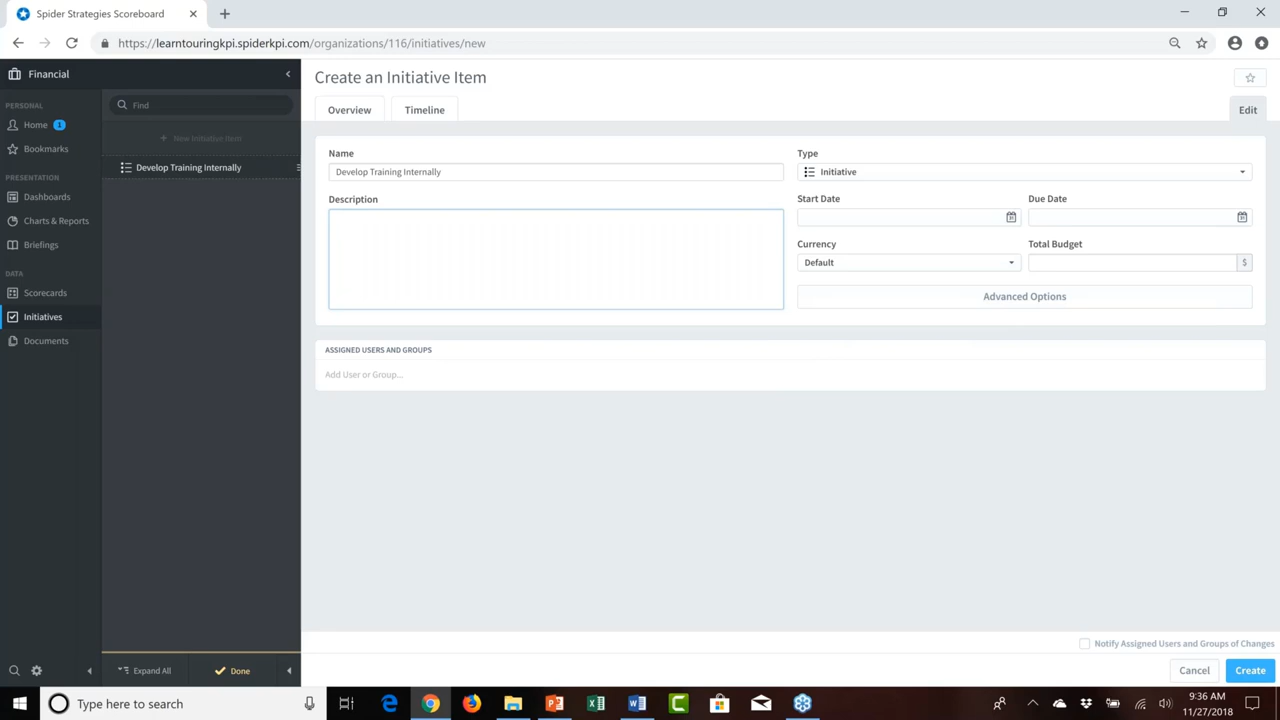 Spider Strategies Scoreboard
https://learntouringkpi.spiderkpi.com/organizations/116/initiatives/new
Financial
PERSONAL
Home 1
Bookmarks
PRESENTATION
Dashboards
Charts & Reports
Briefings
DATA
Scorecards
Initiatives
Documents
Find
+ New Initiative Item
Develop Training Internally
Expand All
Done
Create an Initiative Item
Overview Timeline Edit
Name
Develop Training Internally
Description
Type
Initiative
Start Date Due Date
Currency Total Budget
Default $
Advanced Options
ASSIGNED USERS AND GROUPS
Add User or Group...
Notify Assigned Users and Groups of Changes
Cancel Create
Type here to search
9:36 AM
11/27/2018